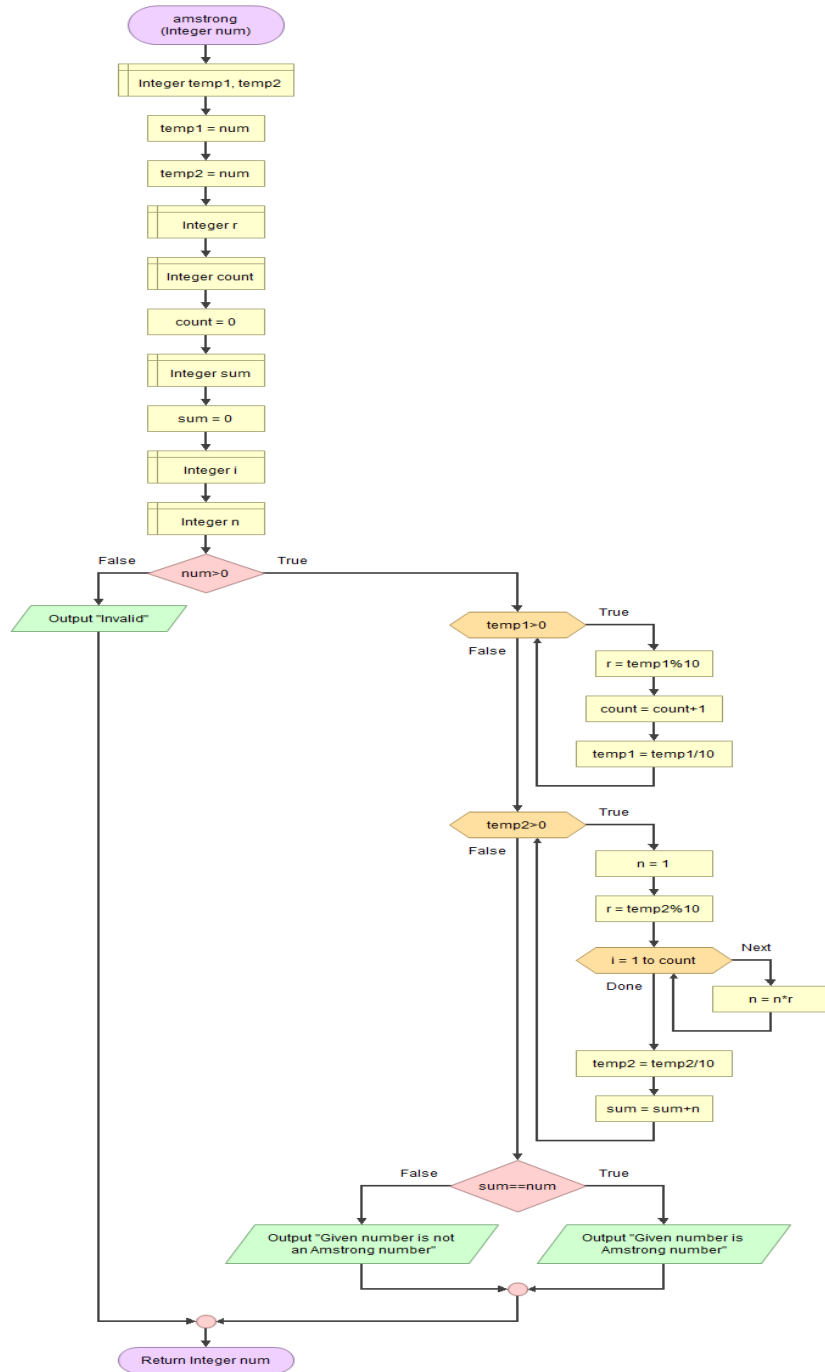 amstrong
(Integer num)
Integer temp1, temp2
temp1 = num
temp2 = num
Integer r
Integer count
count = 0
Integer sum
sum = 0
Integer i
Integer n
False
True
num>0
Output "Invalid"
temp1>0
True
False
r = temp1%10
count = count+1
temp1 = temp1/10
temp2>0
True
False
n = 1
r = temp2%10
i = 1 to count
Next
Done
n = n*r
temp2 = temp2/10
sum = sum+n
False
True
sum==num
Output "Given number is not
an Amstrong number"
Output "Given number is
Amstrong number"
Return Integer num